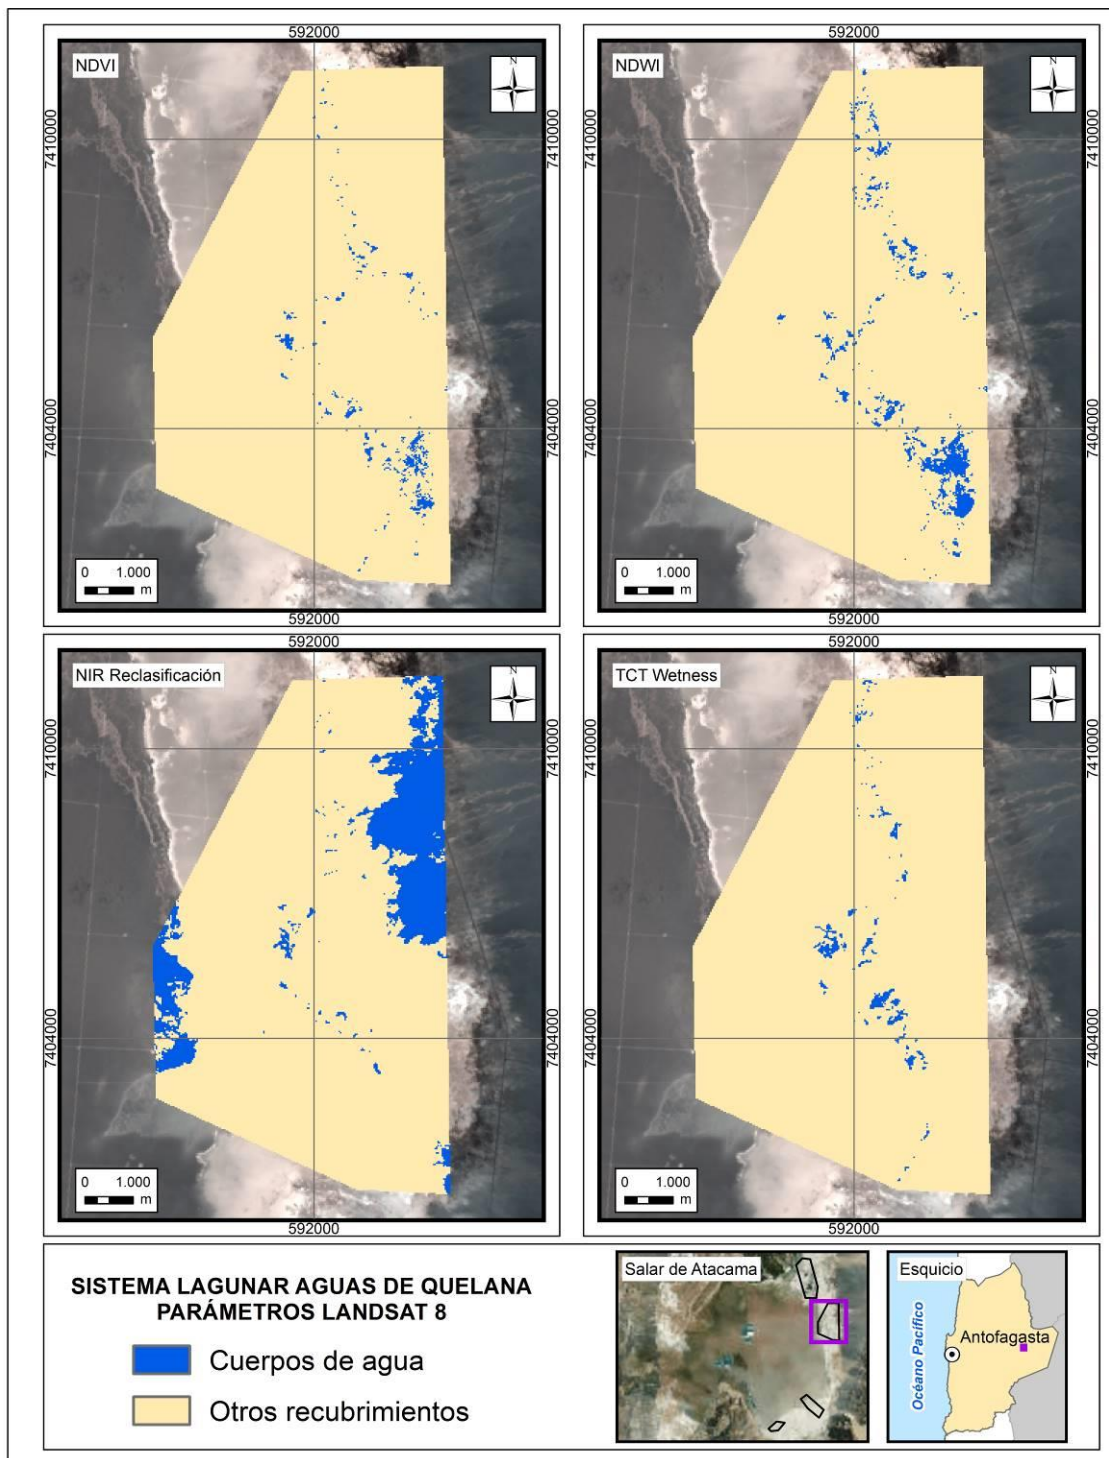 592000
592000
NDVI
N
NDWI
N
7410000
7410000
7410000
7410000
7404000
7404000
7404000
7404000
0 1.000
m
0 1.000
m
592000
592000
592000
592000
NIR Reclasificación
N
TCT Wetness
N
7410000
7410000
7410000
7410000
7404000
7404000
7404000
7404000
0 1.000
m
0 1.000
m
592000
592000
SISTEMA LAGUNAR AGUAS DE QUELANA
PARÁMETROS LANDSAT 8
Cuerpos de agua
Otros recubrimientos
Salar de Atacama
Esquicio
Océano Pacífico
Antofagasta